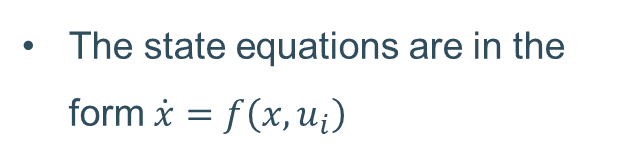 • The state equations are in the
form ẋ = f(x, uᵢ)